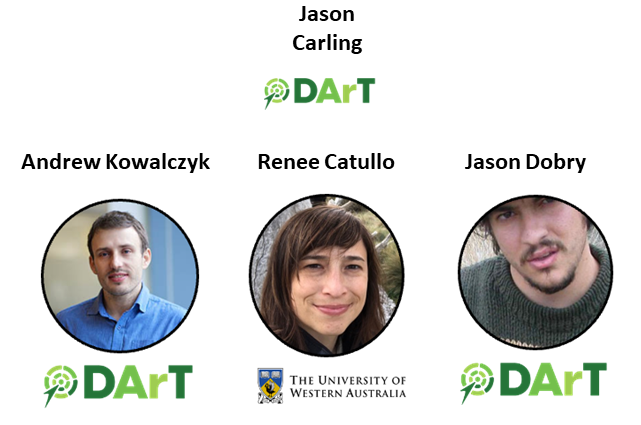 Jason
Carling
DArT
Andrew Kowalczyk Renee Catullo Jason Dobry
DArT
THE UNIVERSITY OF
WESTERN AUSTRALIA
DArT